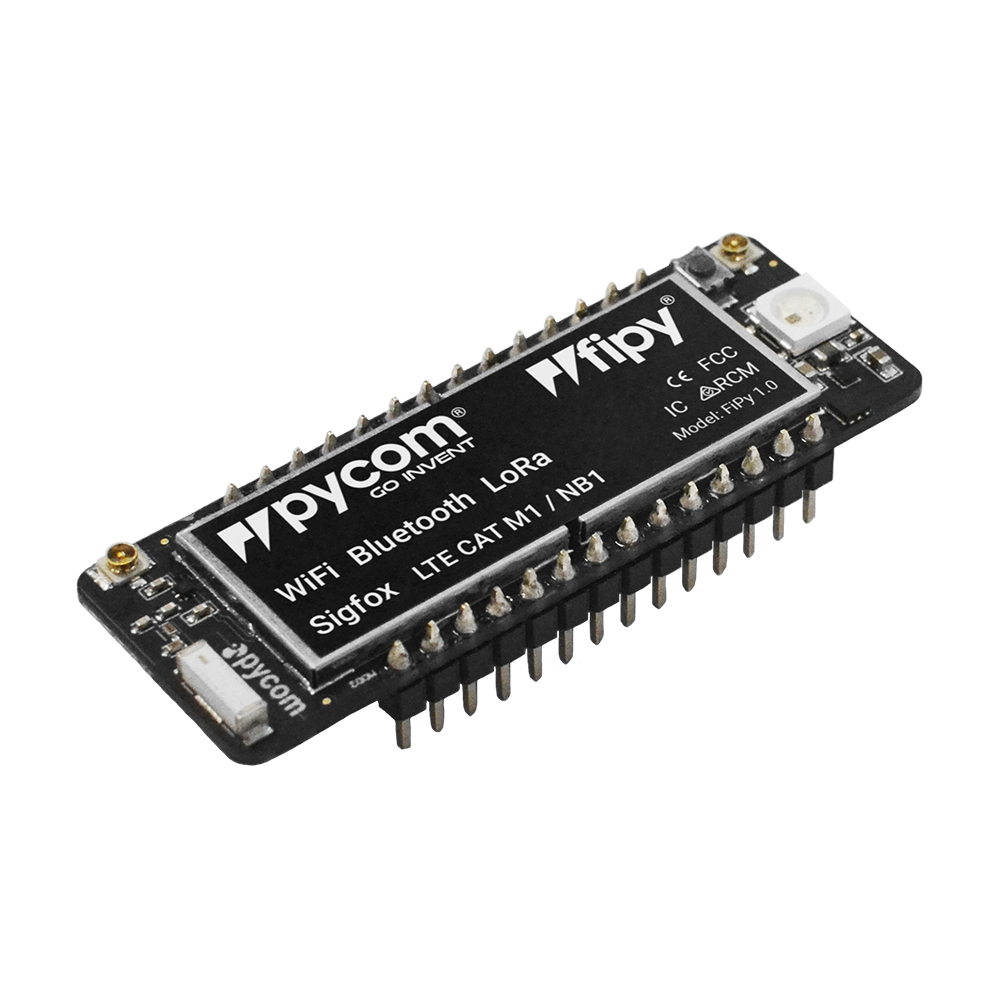 pycom®
GO INVENT
fipy®
WiFi Bluetooth LoRa
Sigfox LTE CAT M1 / NB1
CE FCC
IC RCM
Model: FiPy 1.0
pycom